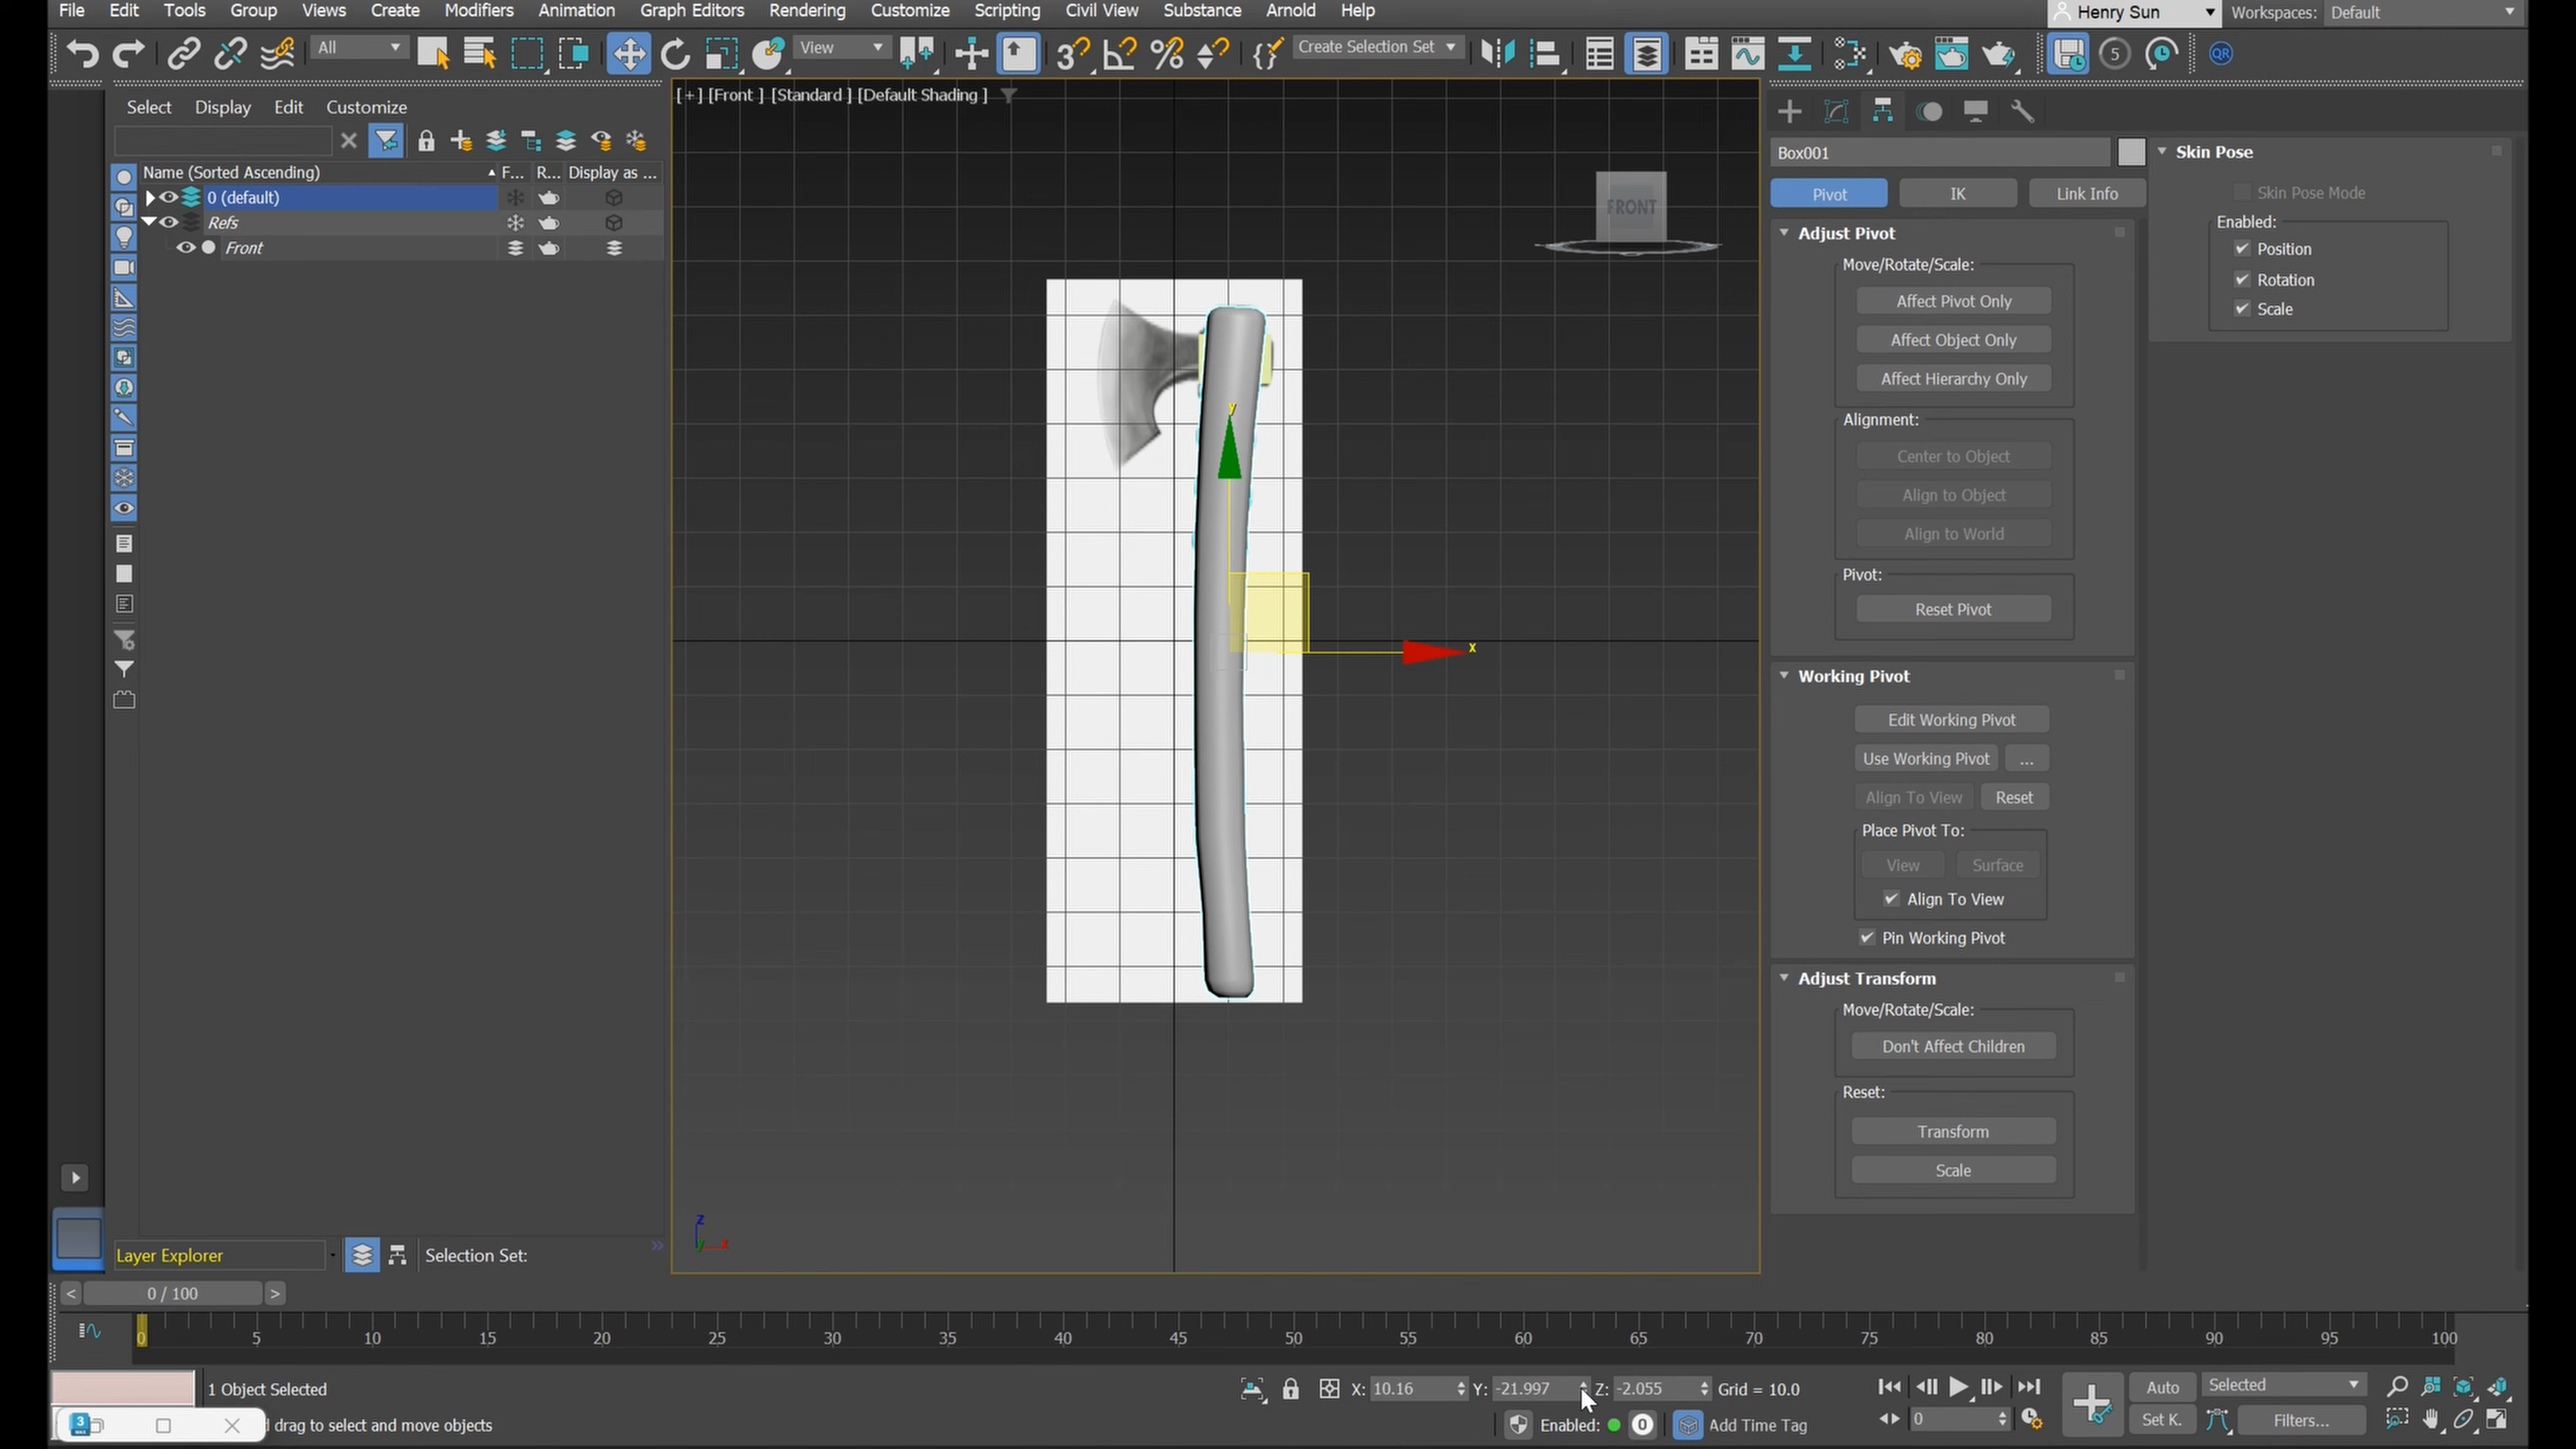 File Edit Tools Group Views Create Modifiers Animation Graph Editors Rendering Customize Scripting Civil View Substance Arnold Help Henry Sun Workspaces: Default
All View 3 Create Selection Set 5 QR
Select Display Edit Customize
[+] [Front ] [Standard ] [Default Shading ]
Name (Sorted Ascending) F... R... Display as ...
0 (default)
Refs
Front
FRONT
y
x
z
y x
Box001
Pivot IK Link Info
Adjust Pivot
Move/Rotate/Scale:
Affect Pivot Only
Affect Object Only
Affect Hierarchy Only
Alignment:
Center to Object
Align to Object
Align to World
Pivot:
Reset Pivot
Working Pivot
Edit Working Pivot
Use Working Pivot ...
Align To View Reset
Place Pivot To:
View Surface
Align To View
Pin Working Pivot
Adjust Transform
Move/Rotate/Scale:
Don't Affect Children
Reset:
Transform
Scale
Skin Pose
Skin Pose Mode
Enabled:
Position
Rotation
Scale
Layer Explorer Selection Set: »
< 0 / 100 >
0 5 10 15 20 25 30 35 40 45 50 55 60 65 70 75 80 85 90 95 100
1 Object Selected X: 10.16 Y: -21.997 Z: -2.055 Grid = 10.0 Auto Selected
3 drag to select and move objects Enabled: 0 Add Time Tag 0 Set K. Filters...